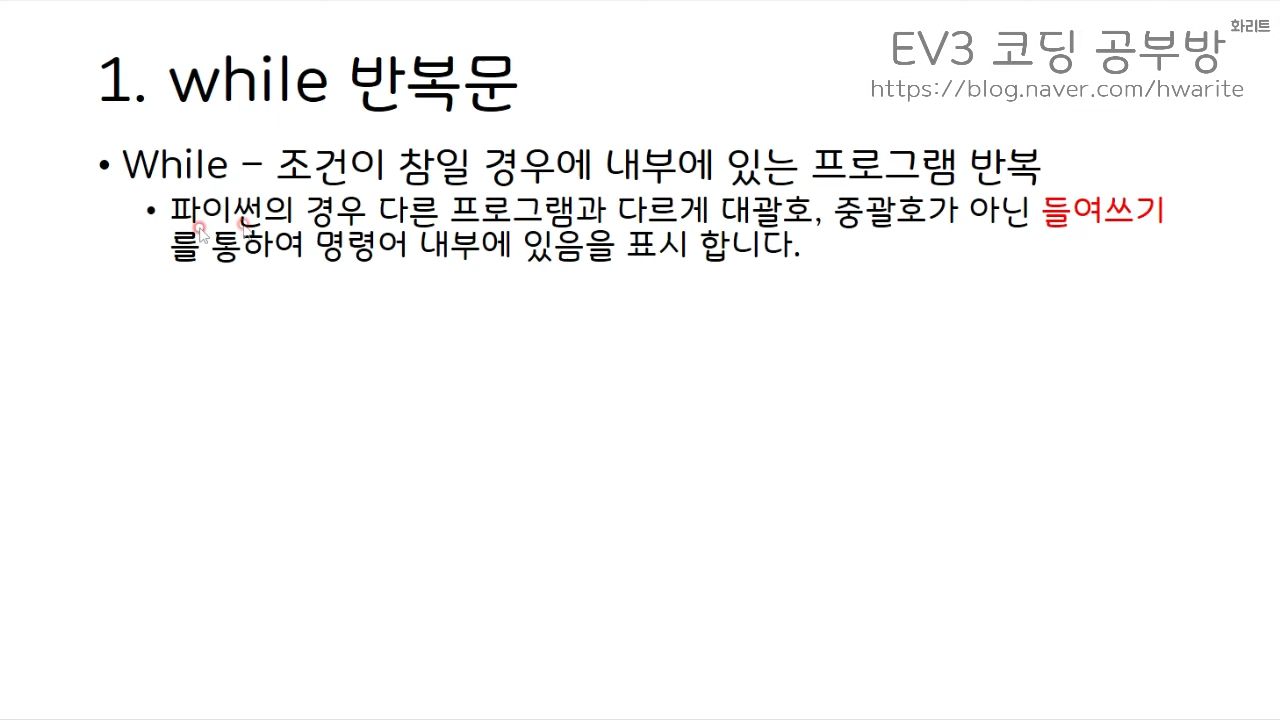 화리트
EV3 코딩 공부방
https://blog.naver.com/hwarite
1. while 반복문
• While – 조건이 참일 경우에 내부에 있는 프로그램 반복
• 파이썬의 경우 다른 프로그램과 다르게 대괄호, 중괄호가 아닌 들여쓰기
를 통하여 명령어 내부에 있음을 표시 합니다.